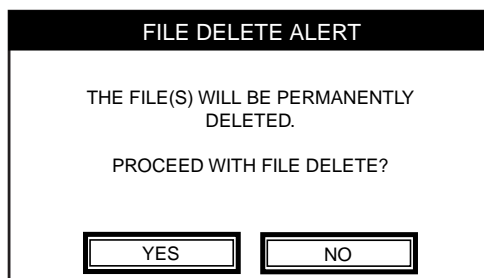 FILE DELETE ALERT
THE FILE(S) WILL BE PERMANENTLY
DELETED.
PROCEED WITH FILE DELETE?
YES
NO